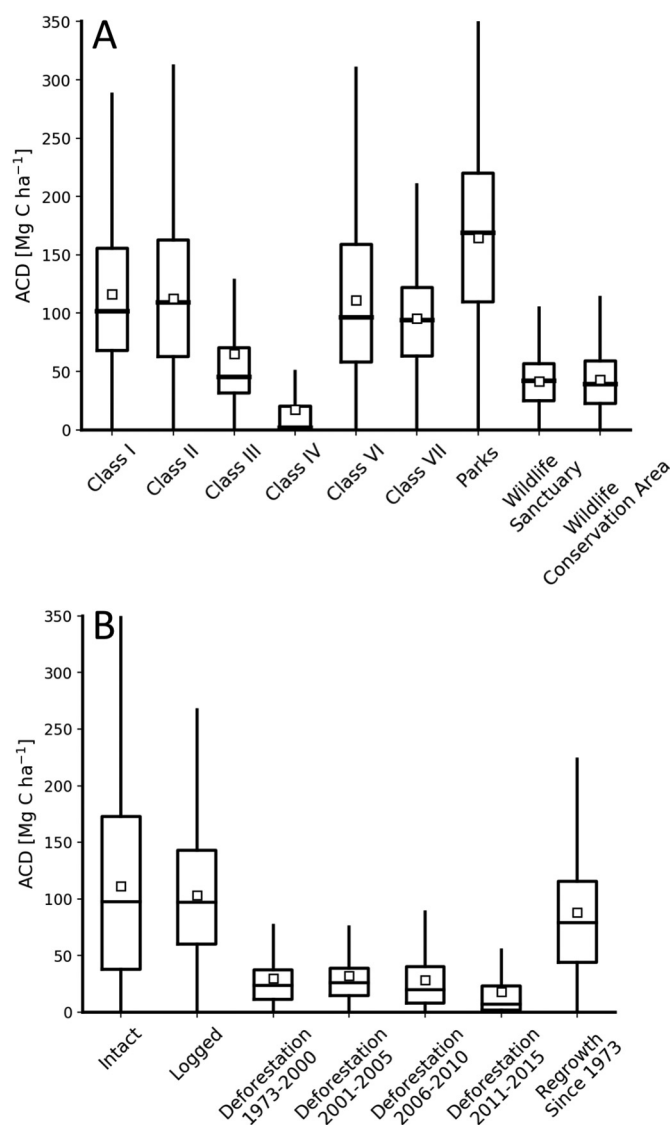 A
350
300
250
200
150
100
50
0
ACD [Mg C ha⁻¹]
Class I
Class II
Class III
Class IV
Class VI
Class VII
Parks
Wildlife
Sanctuary
Wildlife
Conservation Area
B
350
300
250
200
150
100
50
0
ACD [Mg C ha⁻¹]
Intact
Logged
Deforestation
1973-2000
Deforestation
2001-2005
Deforestation
2006-2010
Deforestation
2011-2015
Regrowth
Since 1973